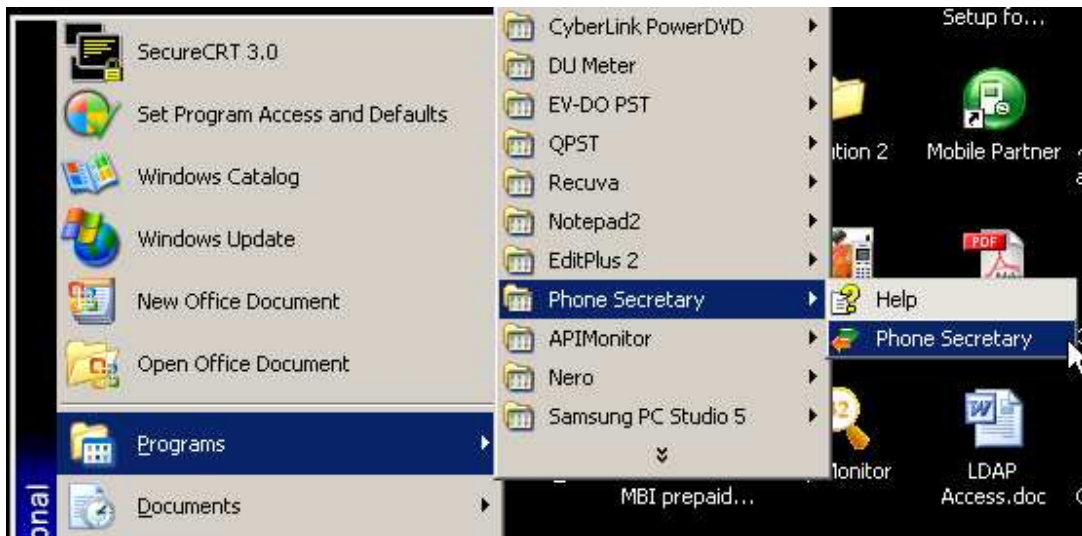 SecureCRT 3.0
Set Program Access and Defaults
Windows Catalog
Windows Update
New Office Document
Open Office Document
Programs
Documents
onal
CyberLink PowerDVD
DU Meter
EV-DO PST
QPST
Recuva
Notepad2
EditPlus 2
Phone Secretary
APIMonitor
Nero
Samsung PC Studio 5
Help
Phone Secretary
Setup fo...
ution 2
Mobile Partner
PDF
onitor
MBI prepaid...
LDAP
Access.doc